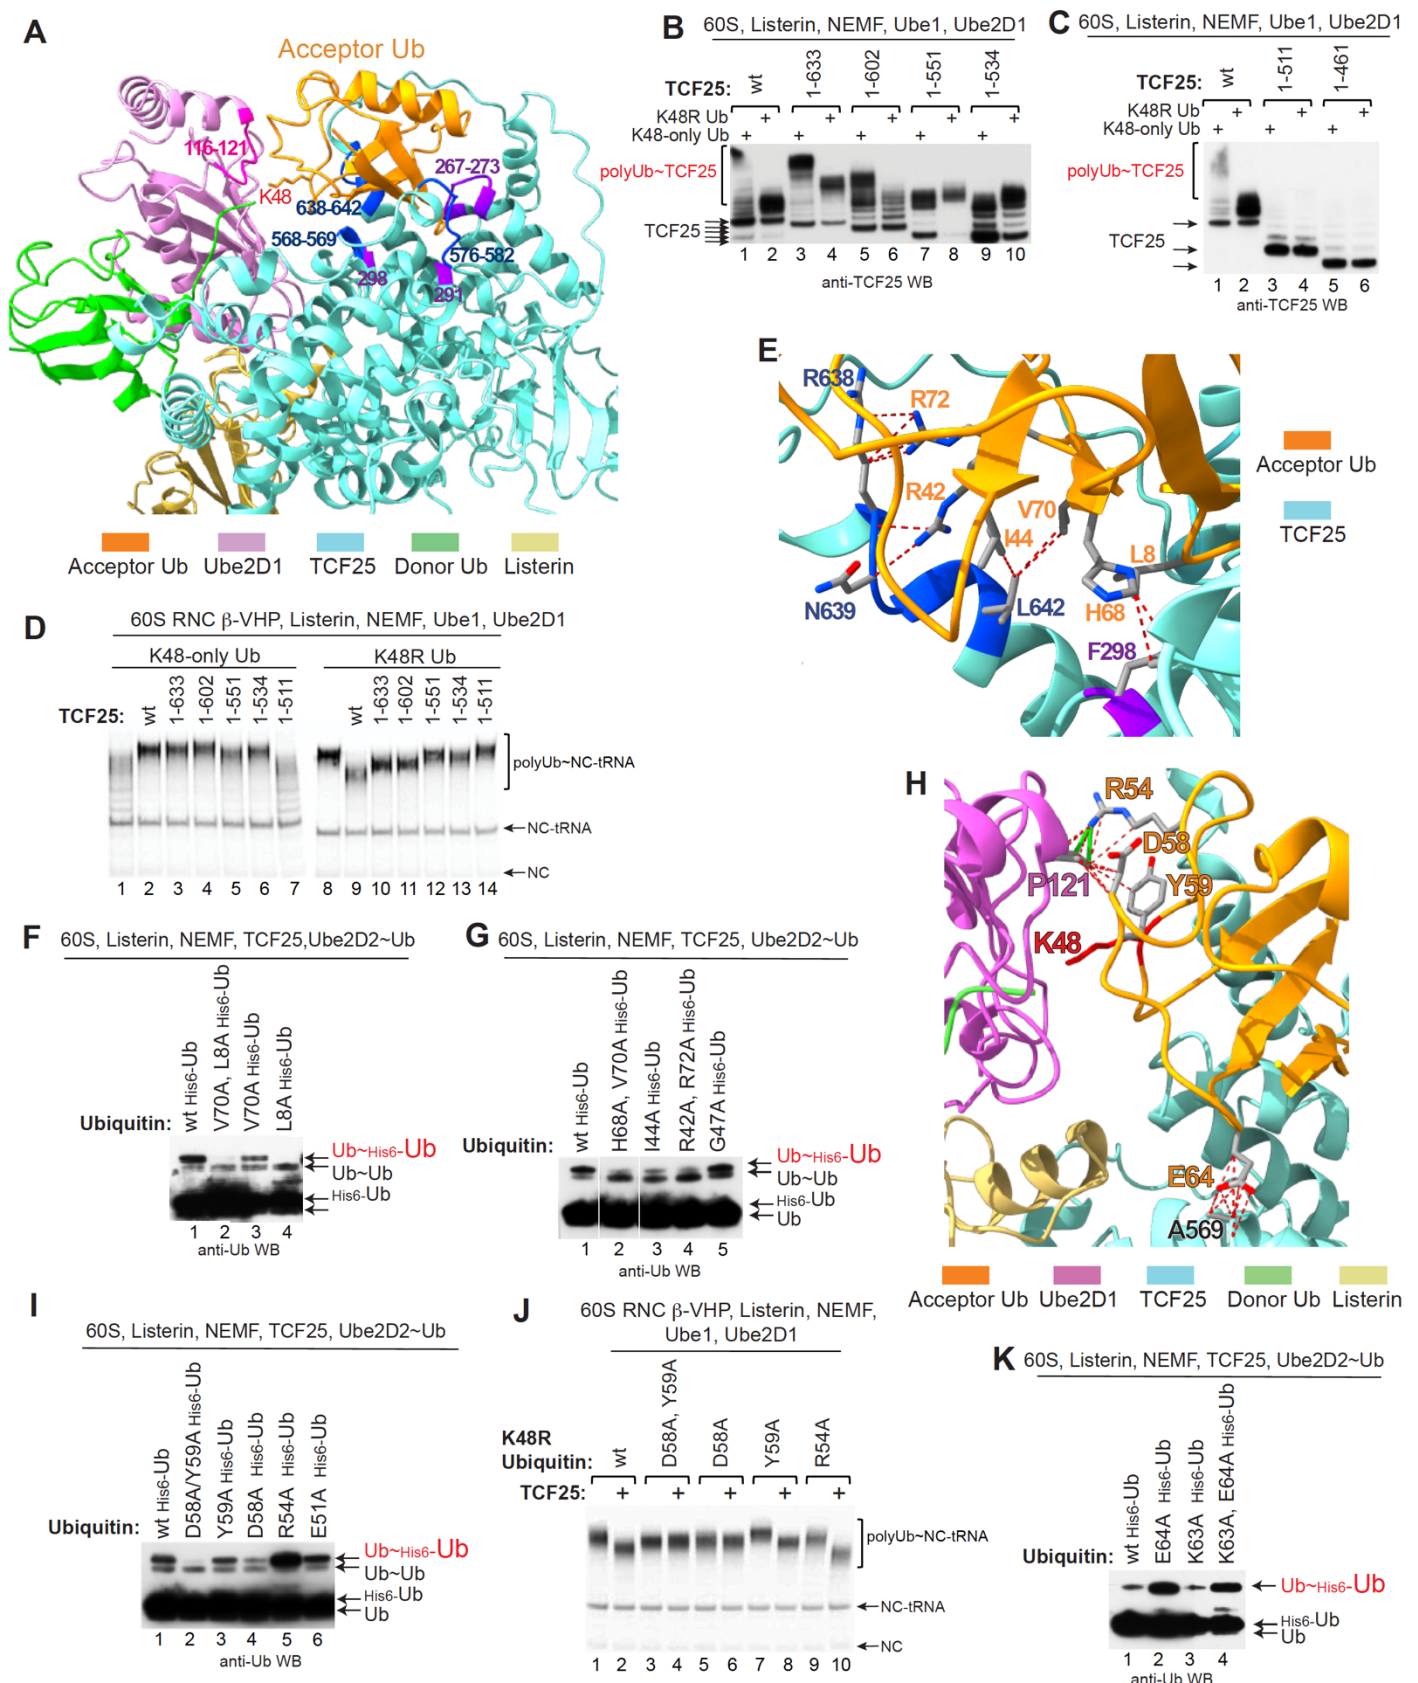 A
Acceptor Ub
116-121
K48
267-273
638-642
568-569
576-582
298
291
Acceptor Ub Ube2D1 TCF25 Donor Ub Listerin
B
60S, Listerin, NEMF, Ube1, Ube2D1
TCF25: wt 1-633 1-602 1-551 1-534
K48R Ub + + + + +
K48-only Ub + + + + +
polyUb~TCF25
TCF25
1 2 3 4 5 6 7 8 9 10
anti-TCF25 WB
C
60S, Listerin, NEMF, Ube1, Ube2D1
TCF25: wt 1-511 1-461
K48R Ub + + +
K48-only Ub + + +
polyUb~TCF25
TCF25
1 2 3 4 5 6
anti-TCF25 WB
D
60S RNC β-VHP, Listerin, NEMF, Ube1, Ube2D1
K48-only Ub K48R Ub
TCF25: wt 1-633 1-602 1-551 1-534 1-511 wt 1-633 1-602 1-551 1-534 1-511
polyUb~NC-tRNA
NC-tRNA
NC
1 2 3 4 5 6 7 8 9 10 11 12 13 14
E
R638
R72
R42
V70
I44
L8
N639
L642
H68
F298
Acceptor Ub
TCF25
F
60S, Listerin, NEMF, TCF25,Ube2D2~Ub
Ubiquitin: wt His6-Ub V70A, L8A His6-Ub V70A His6-Ub L8A His6-Ub
Ub~His6-Ub
Ub~Ub
His6-Ub
1 2 3 4
anti-Ub WB
G
60S, Listerin, NEMF, TCF25, Ube2D2~Ub
Ubiquitin: wt His6-Ub H68A, V70A His6-Ub I44A His6-Ub R42A, R72A His6-Ub G47A His6-Ub
Ub~His6-Ub
Ub~Ub
His6-Ub
Ub
1 2 3 4 5
anti-Ub WB
H
R54
D58
P121
Y59
K48
E64
A569
Acceptor Ub Ube2D1 TCF25 Donor Ub Listerin
I
60S, Listerin, NEMF, TCF25, Ube2D2~Ub
Ubiquitin: wt His6-Ub D58A/Y59A His6-Ub Y59A His6-Ub D58A His6-Ub R54A His6-Ub E51A His6-Ub
Ub~His6-Ub
Ub~Ub
His6-Ub
Ub
1 2 3 4 5 6
anti-Ub WB
J
60S RNC β-VHP, Listerin, NEMF,
Ube1, Ube2D1
K48R
Ubiquitin: wt D58A, Y59A D58A Y59A R54A
TCF25: + + + + +
polyUb~NC-tRNA
NC-tRNA
NC
1 2 3 4 5 6 7 8 9 10
K
60S, Listerin, NEMF, TCF25, Ube2D2~Ub
Ubiquitin: wt His6-Ub E64A His6-Ub K63A His6-Ub K63A, E64A His6-Ub
Ub~His6-Ub
His6-Ub
Ub
1 2 3 4
anti-Ub WB